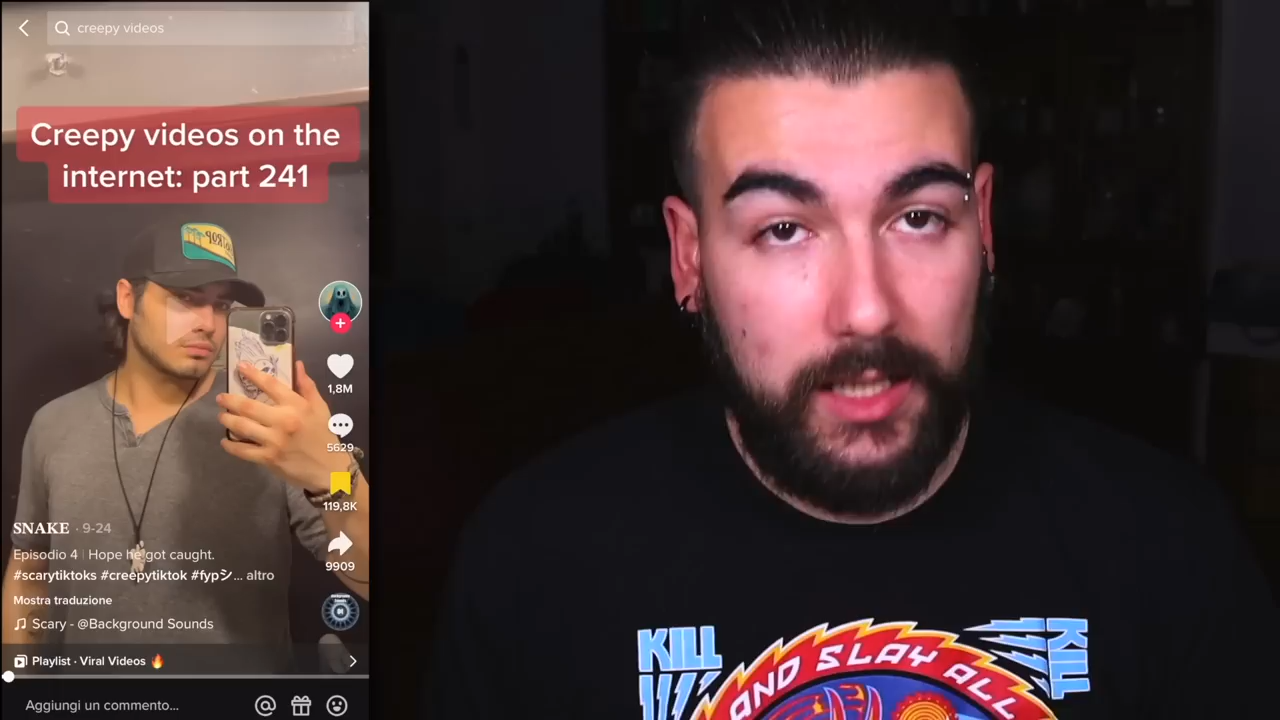 creepy videos
Creepy videos on the
internet: part 241
1,8M
5629
119,8K
9909
SNAKE · 9-24
Episodio 4 | Hope he got caught.
#scarytiktoks #creepytiktok #fypシ... altro
Mostra traduzione
Scary - @Background Sounds
Playlist · Viral Videos 🔥
Aggiungi un commento...
KILL
KILL
AND SLAY ALL